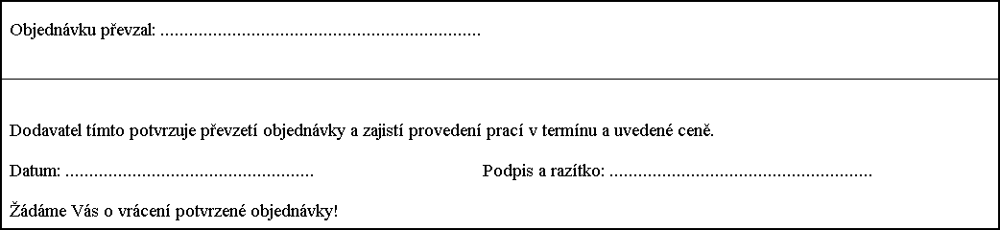 Objednávku převzal: ...................................................................
Dodavatel tímto potvrzuje převzetí objednávky a zajistí provedení prací v termínu a uvedené ceně.
Datum: .................................................... Podpis a razítko: .......................................................
Žádáme Vás o vrácení potvrzené objednávky!